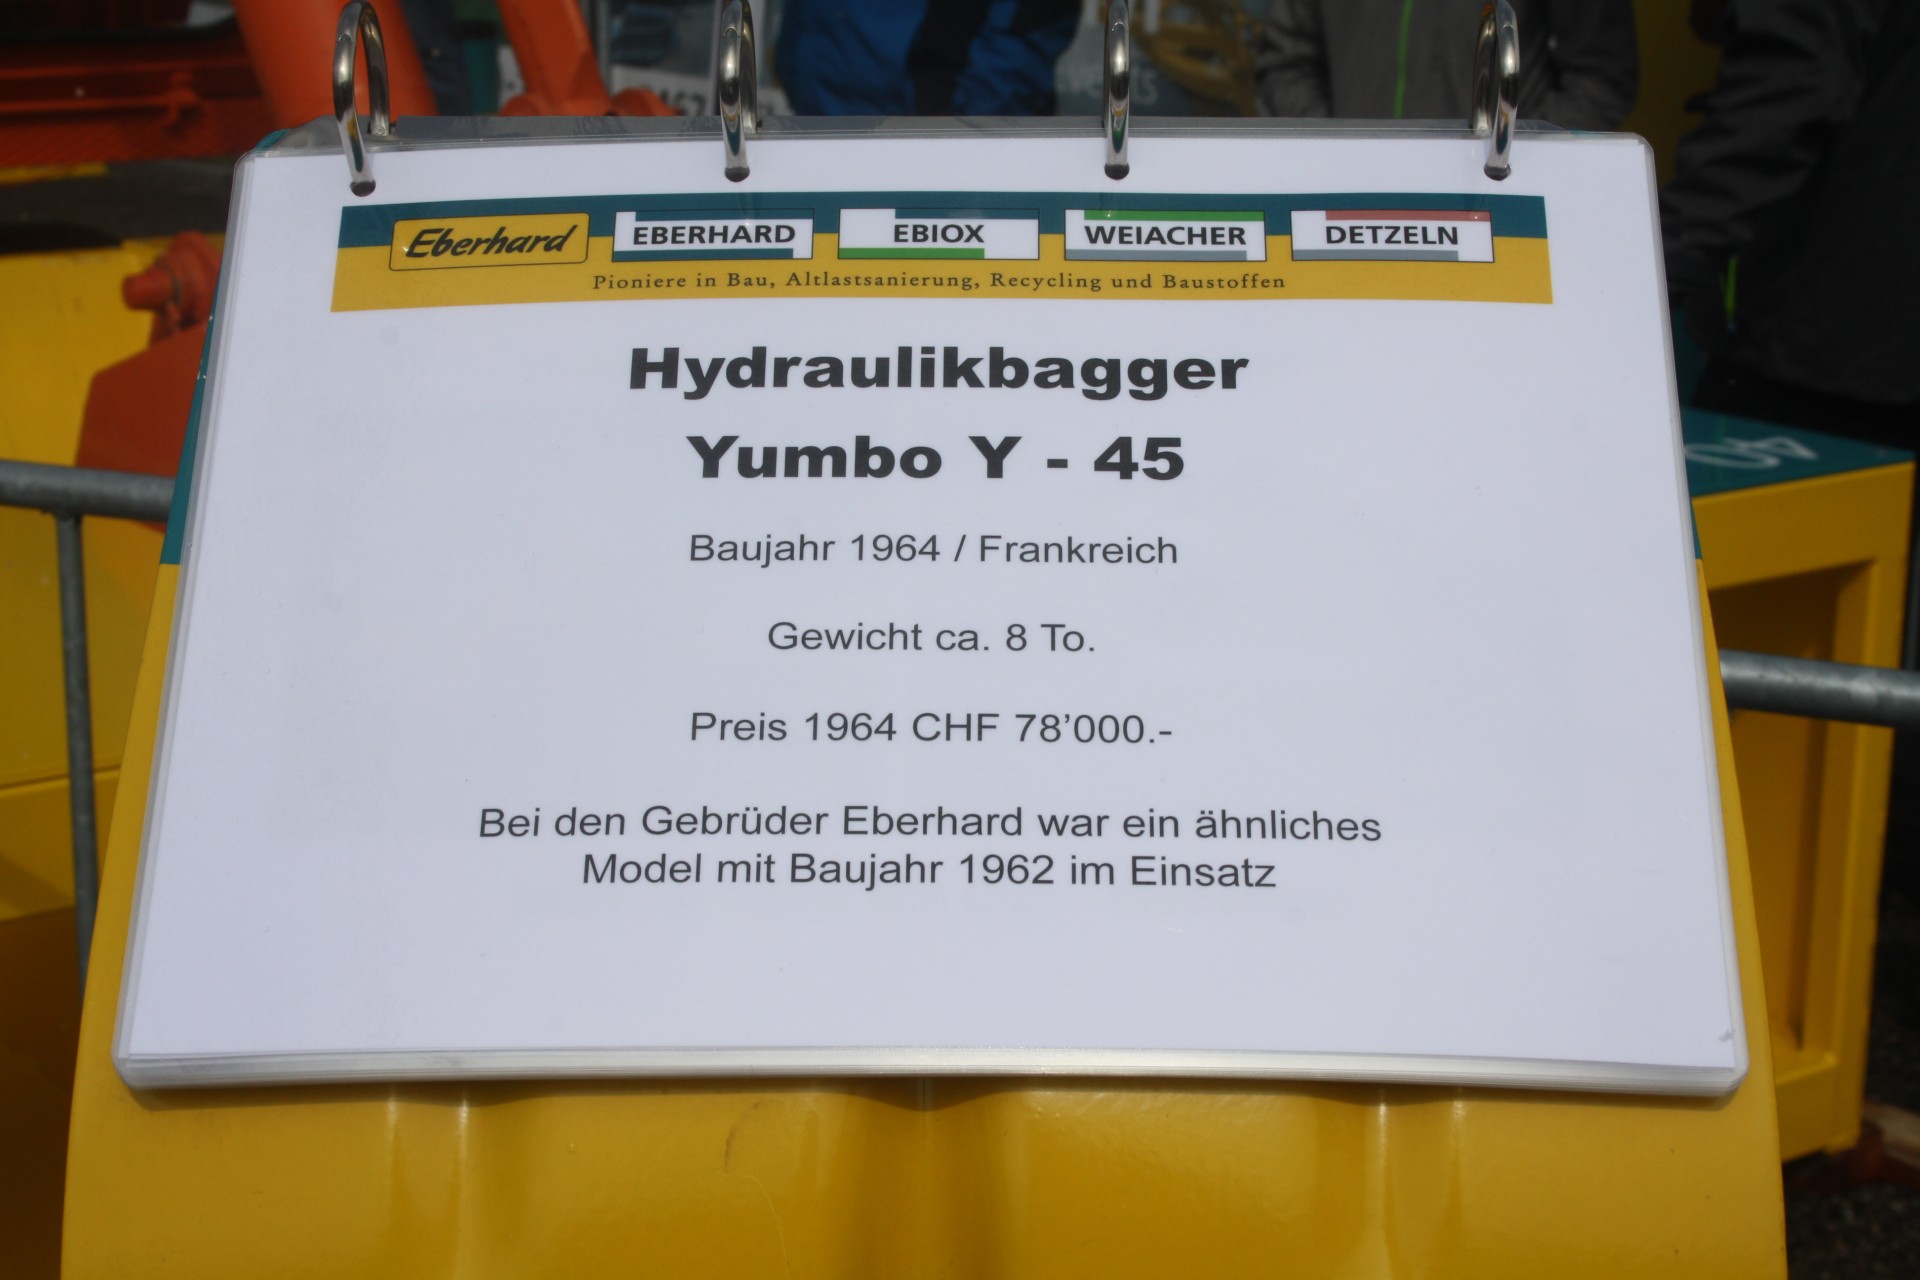 Eberhard EBERHARD EBIOX WEIACHER DETZELN
Pioniere in Bau, Altlastsanierung, Recycling und Baustoffen
Hydraulikbagger
Yumbo Y - 45
Baujahr 1964 / Frankreich
Gewicht ca. 8 To.
Preis 1964 CHF 78’000.-
Bei den Gebrüder Eberhard war ein ähnliches
Model mit Baujahr 1962 im Einsatz
40